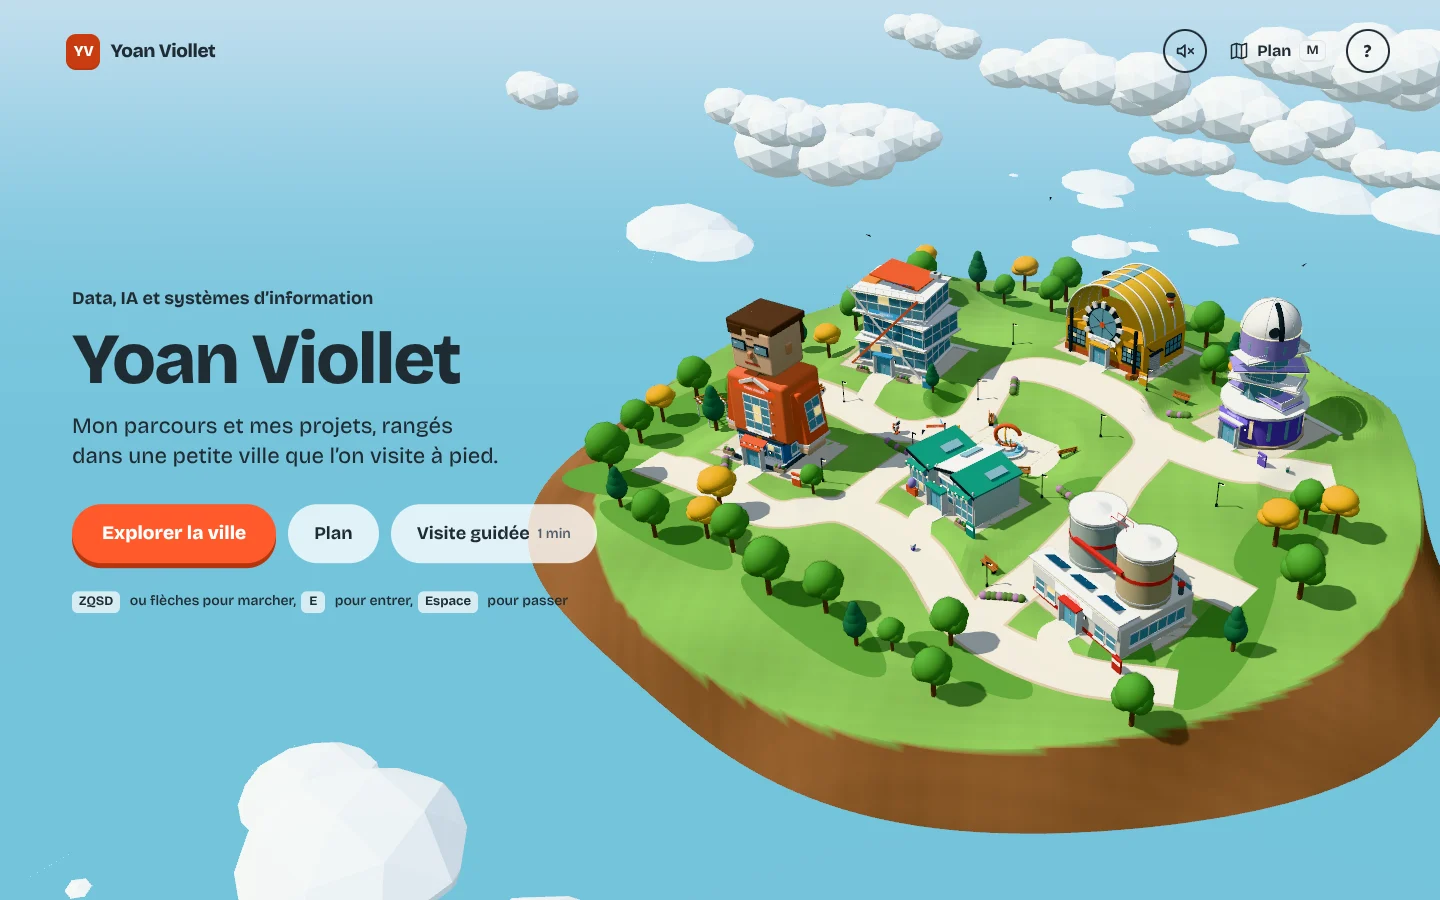 YV Yoan Viollet
Plan M ?
Data, IA et systèmes d'information
Yoan Viollet
Mon parcours et mes projets, rangés
dans une petite ville que l'on visite à pied.
Explorer la ville
Plan
Visite guidée 1 min
ZQSD ou flèches pour marcher, E pour entrer, Espace pour passer